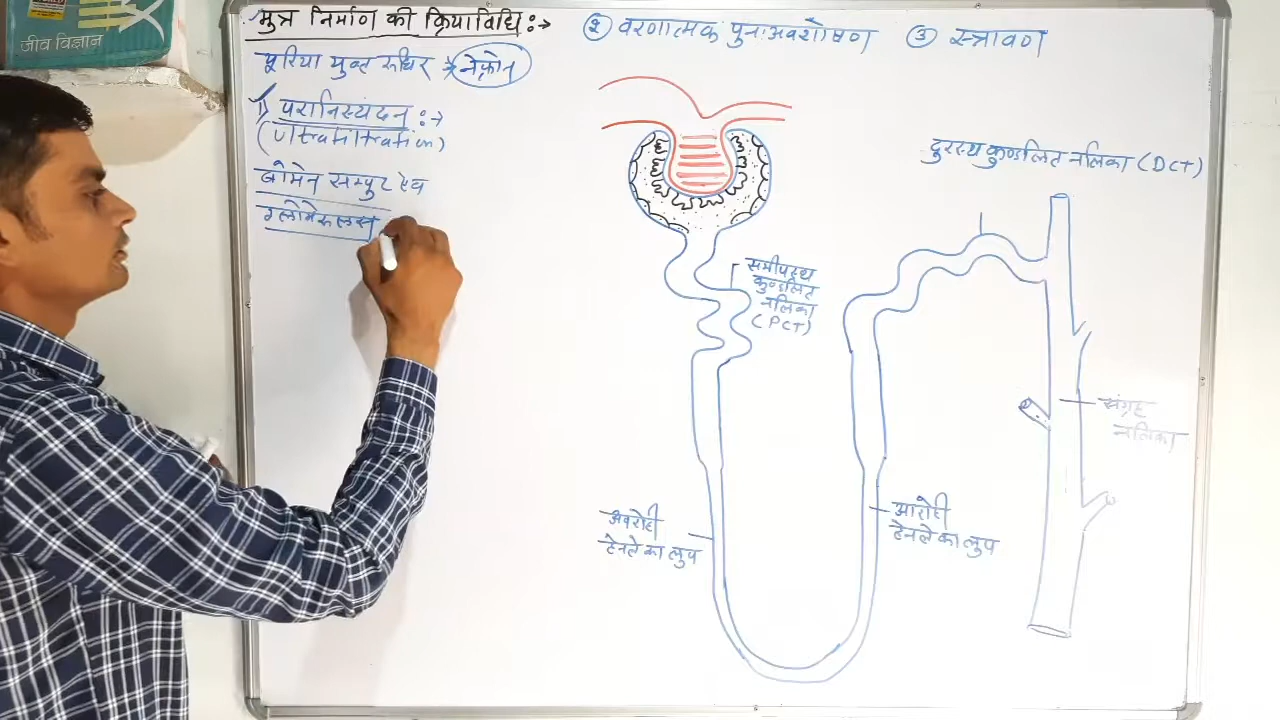 जीव विज्ञान
मुत्र निर्माण की क्रियाविधि :→
यूरिया युक्त रूधिर → नेफ्रोन
1) परानिस्यंदन :→
(Ultrafiltration)
बोमेन सम्पुट एंव
ग्लोमेरुलस
② वरणात्मक पुनःअवशोषण ③ स्त्रावण
दुरस्थ कुण्डलित नलिका (DCT)
समीपस्थ
कुण्डलित
नलिका
(PCT)
संग्रह
नलिका
अवरोही
हेनले का लुप
आरोही
हेनले का लुप